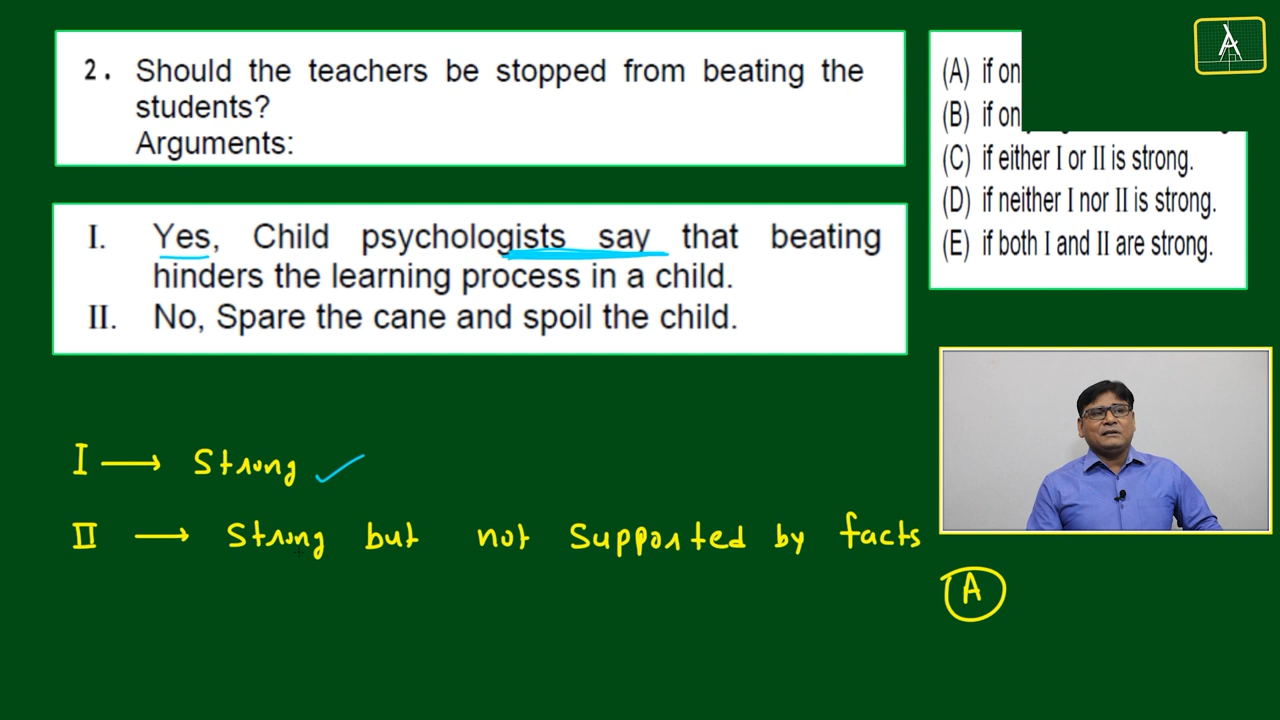 2. Should the teachers be stopped from beating the
students?
Arguments:
I. Yes, Child psychologists say that beating
hinders the learning process in a child.
II. No, Spare the cane and spoil the child.
(A) if on
(B) if on
(C) if either I or II is strong.
(D) if neither I nor II is strong.
(E) if both I and II are strong.
I → Strong ✓
II → Strong but not supported by facts
A